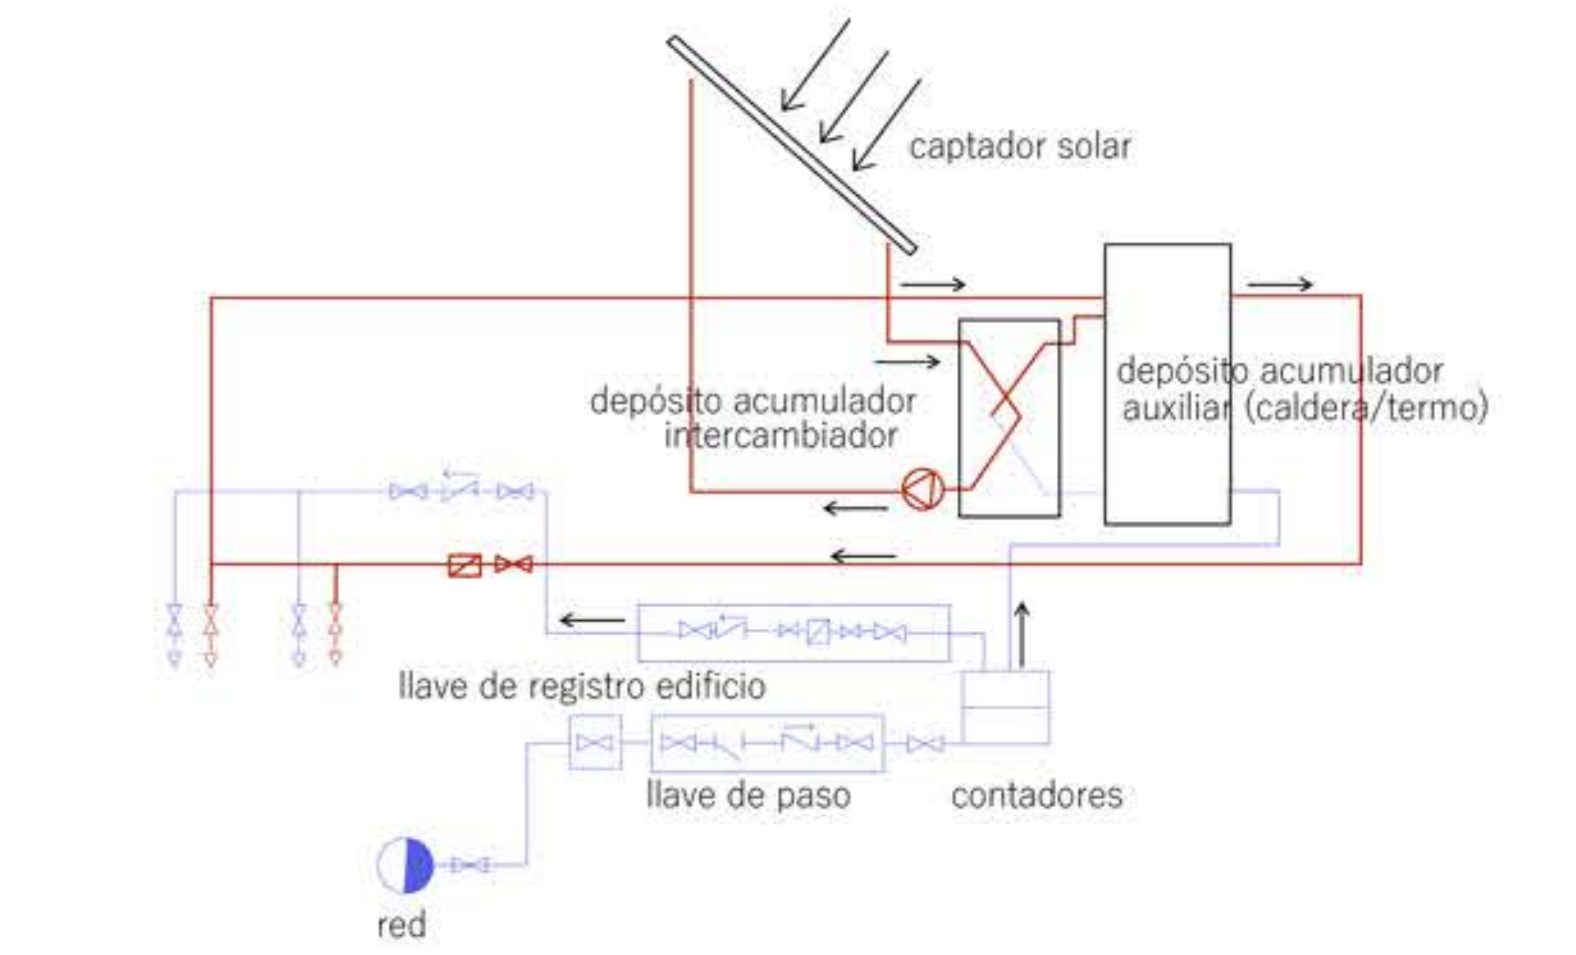 captador solar
depósito acumulador
intercambiador
depósito acumulador
auxiliar (caldera/termo)
llave de registro edificio
llave de paso
contadores
red